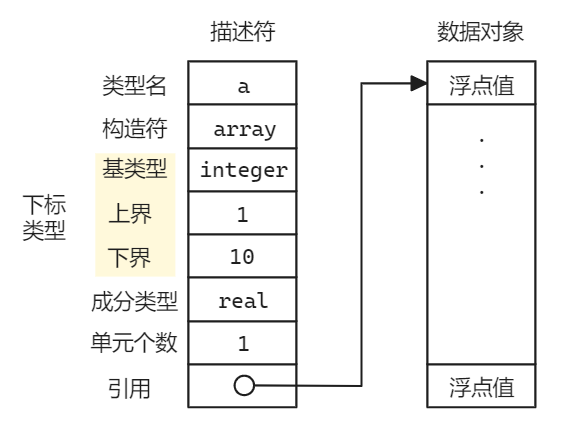 描述符
数据对象
类型名
a
浮点值
构造符
array
基类型
integer
下标
类型
上界
1
下界
10
成分类型
real
单元个数
1
引用
浮点值